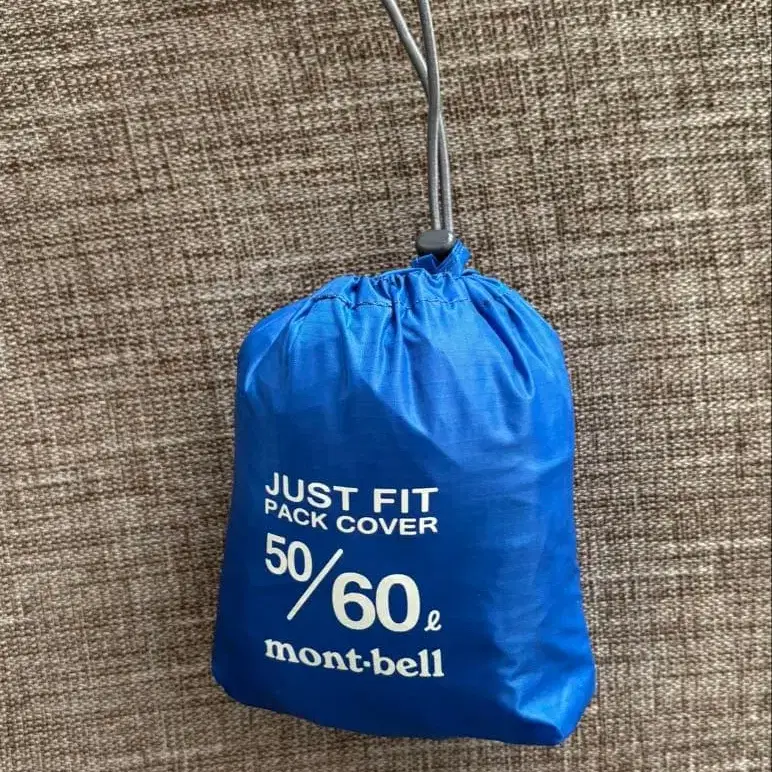 JUST FIT
PACK COVER
50/60ℓ
mont-bell